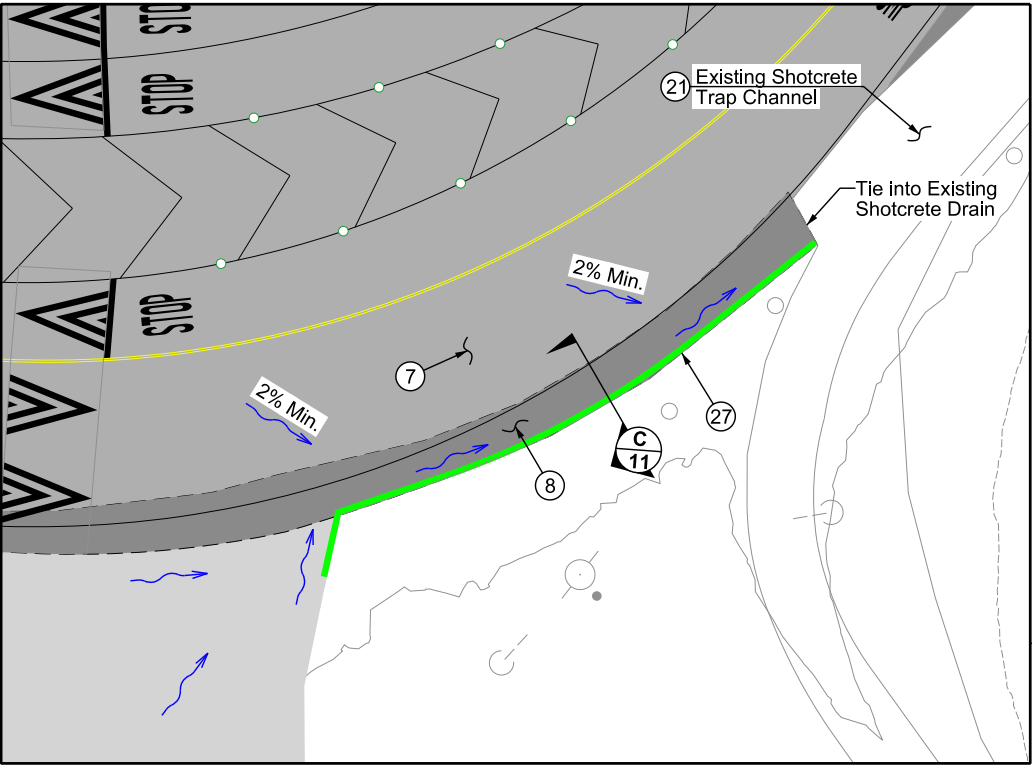 STOP
STOP
21 Existing Shotcrete
Trap Channel
Tie into Existing
Shotcrete Drain
2% Min.
STOP
7
2% Min.
27
C
11
8